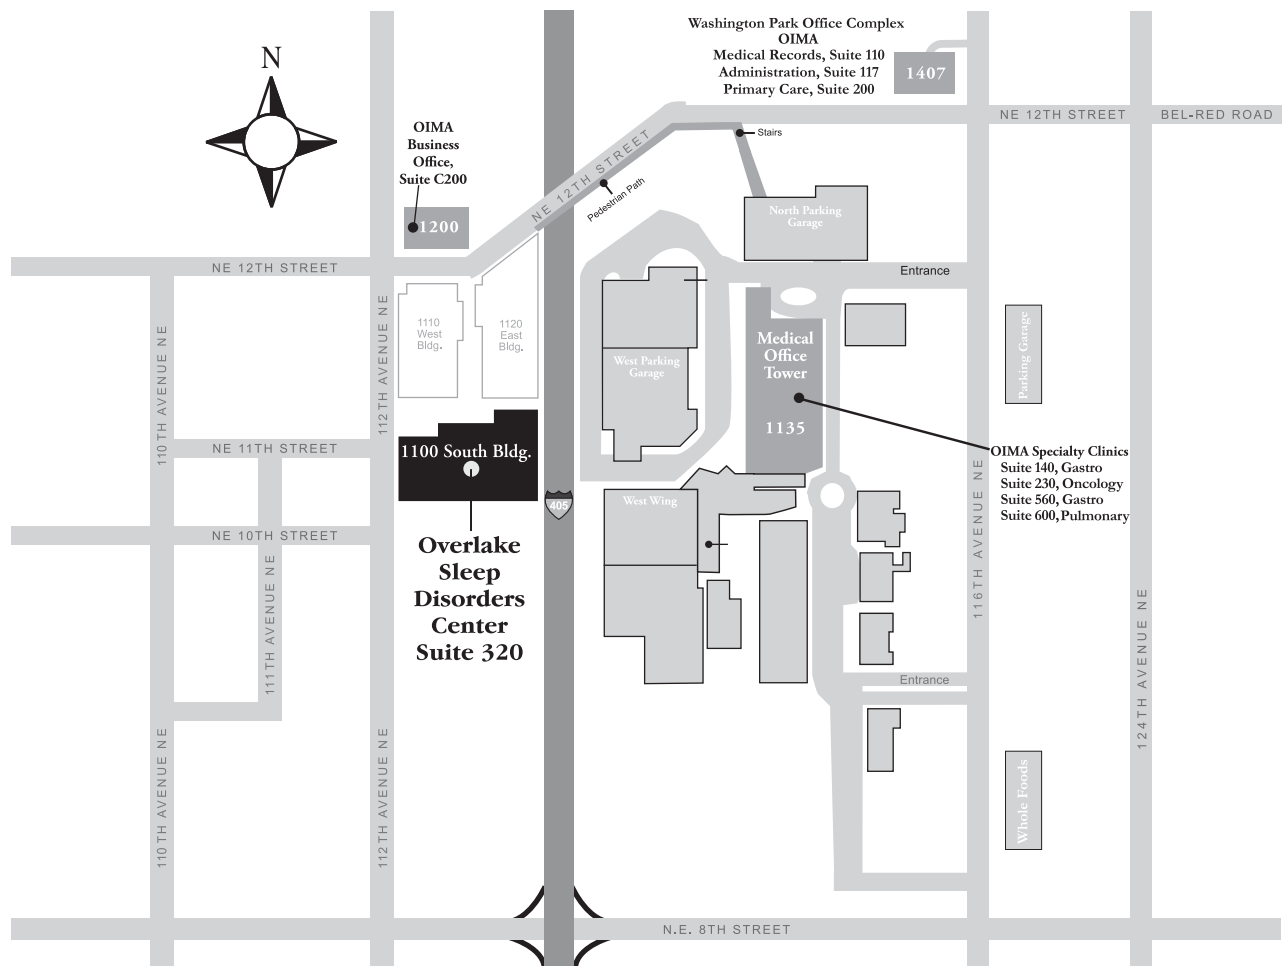 Washington Park Office Complex
OIMA
Medical Records, Suite 110
Administration, Suite 117
Primary Care, Suite 200
1407
N
NE 12TH STREET
BEL-RED ROAD
Stairs
OIMA
Business
Office,
Suite C200
1200
NE 12TH STREET
Pedestrian Path
North Parking
Garage
NE 12TH STREET
Entrance
1110
West
Bldg.
1120
East
Bldg.
110TH AVENUE NE
112TH AVENUE NE
West Parking
Garage
Medical
Office
Tower
1135
Parking Garage
NE 11TH STREET
1100 South Bldg.
OIMA Specialty Clinics
Suite 140, Gastro
Suite 230, Oncology
Suite 560, Gastro
Suite 600, Pulmonary
405
West Wing
NE 10TH STREET
Overlake
Sleep
Disorders
Center
Suite 320
111TH AVENUE NE
116TH AVENUE NE
124TH AVENUE NE
Entrance
110TH AVENUE NE
112TH AVENUE NE
Whole Foods
N.E. 8TH STREET